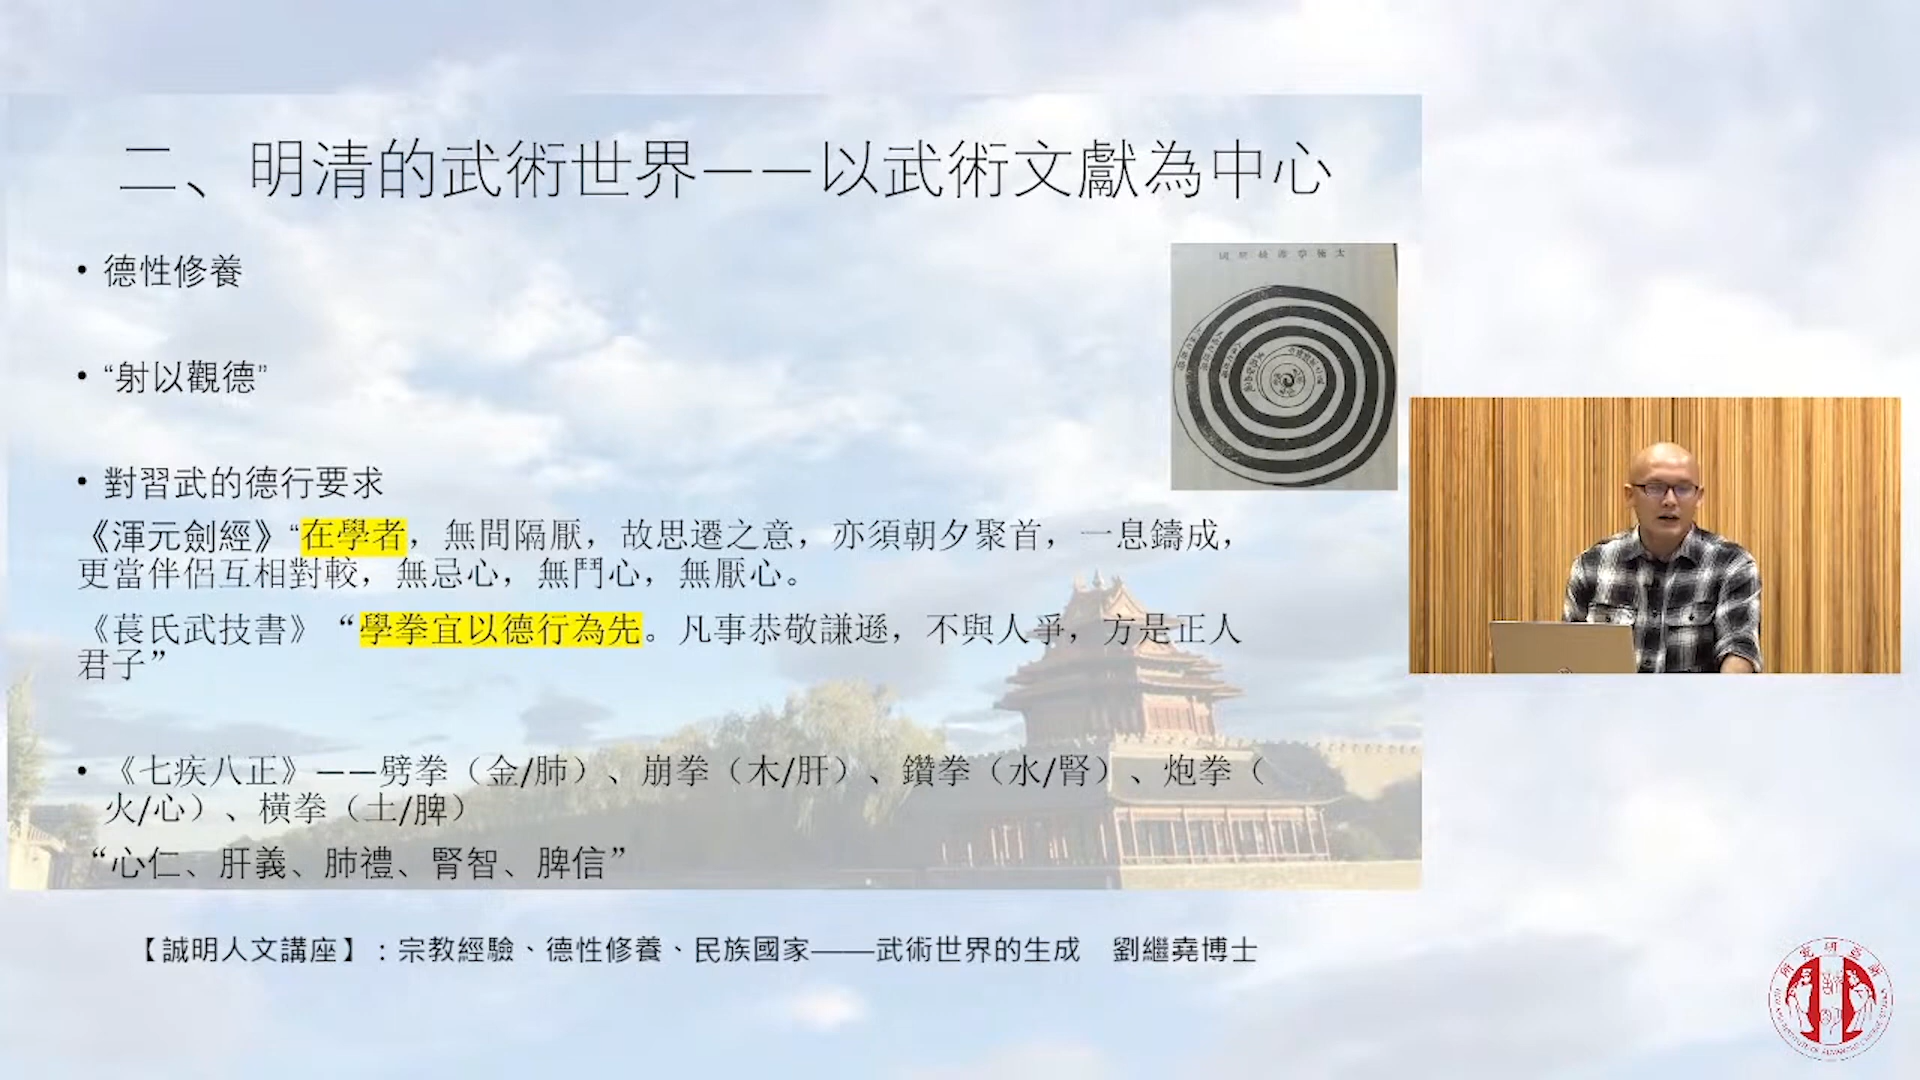 二、明清的武術世界——以武術文獻為中心
• 德性修養
• “射以觀德”
• 對習武的德行要求
《渾元劍經》“在學者，無間隔厭，故思遷之意，亦須朝夕聚首，一息鑄成，
更當伴侶互相對較，無忌心，無鬥心，無厭心。
《萇氏武技書》“學拳宜以德行為先。凡事恭敬謙遜，不與人爭，方是正人
君子”
• 《七疾八正》——劈拳（金/肺）、崩拳（木/肝）、鑽拳（水/腎）、炮拳（
火/心）、橫拳（土/脾）
“心仁、肝義、肺禮、腎智、脾信”
【誠明人文講座】：宗教經驗、德性修養、民族國家——武術世界的生成　劉繼堯博士